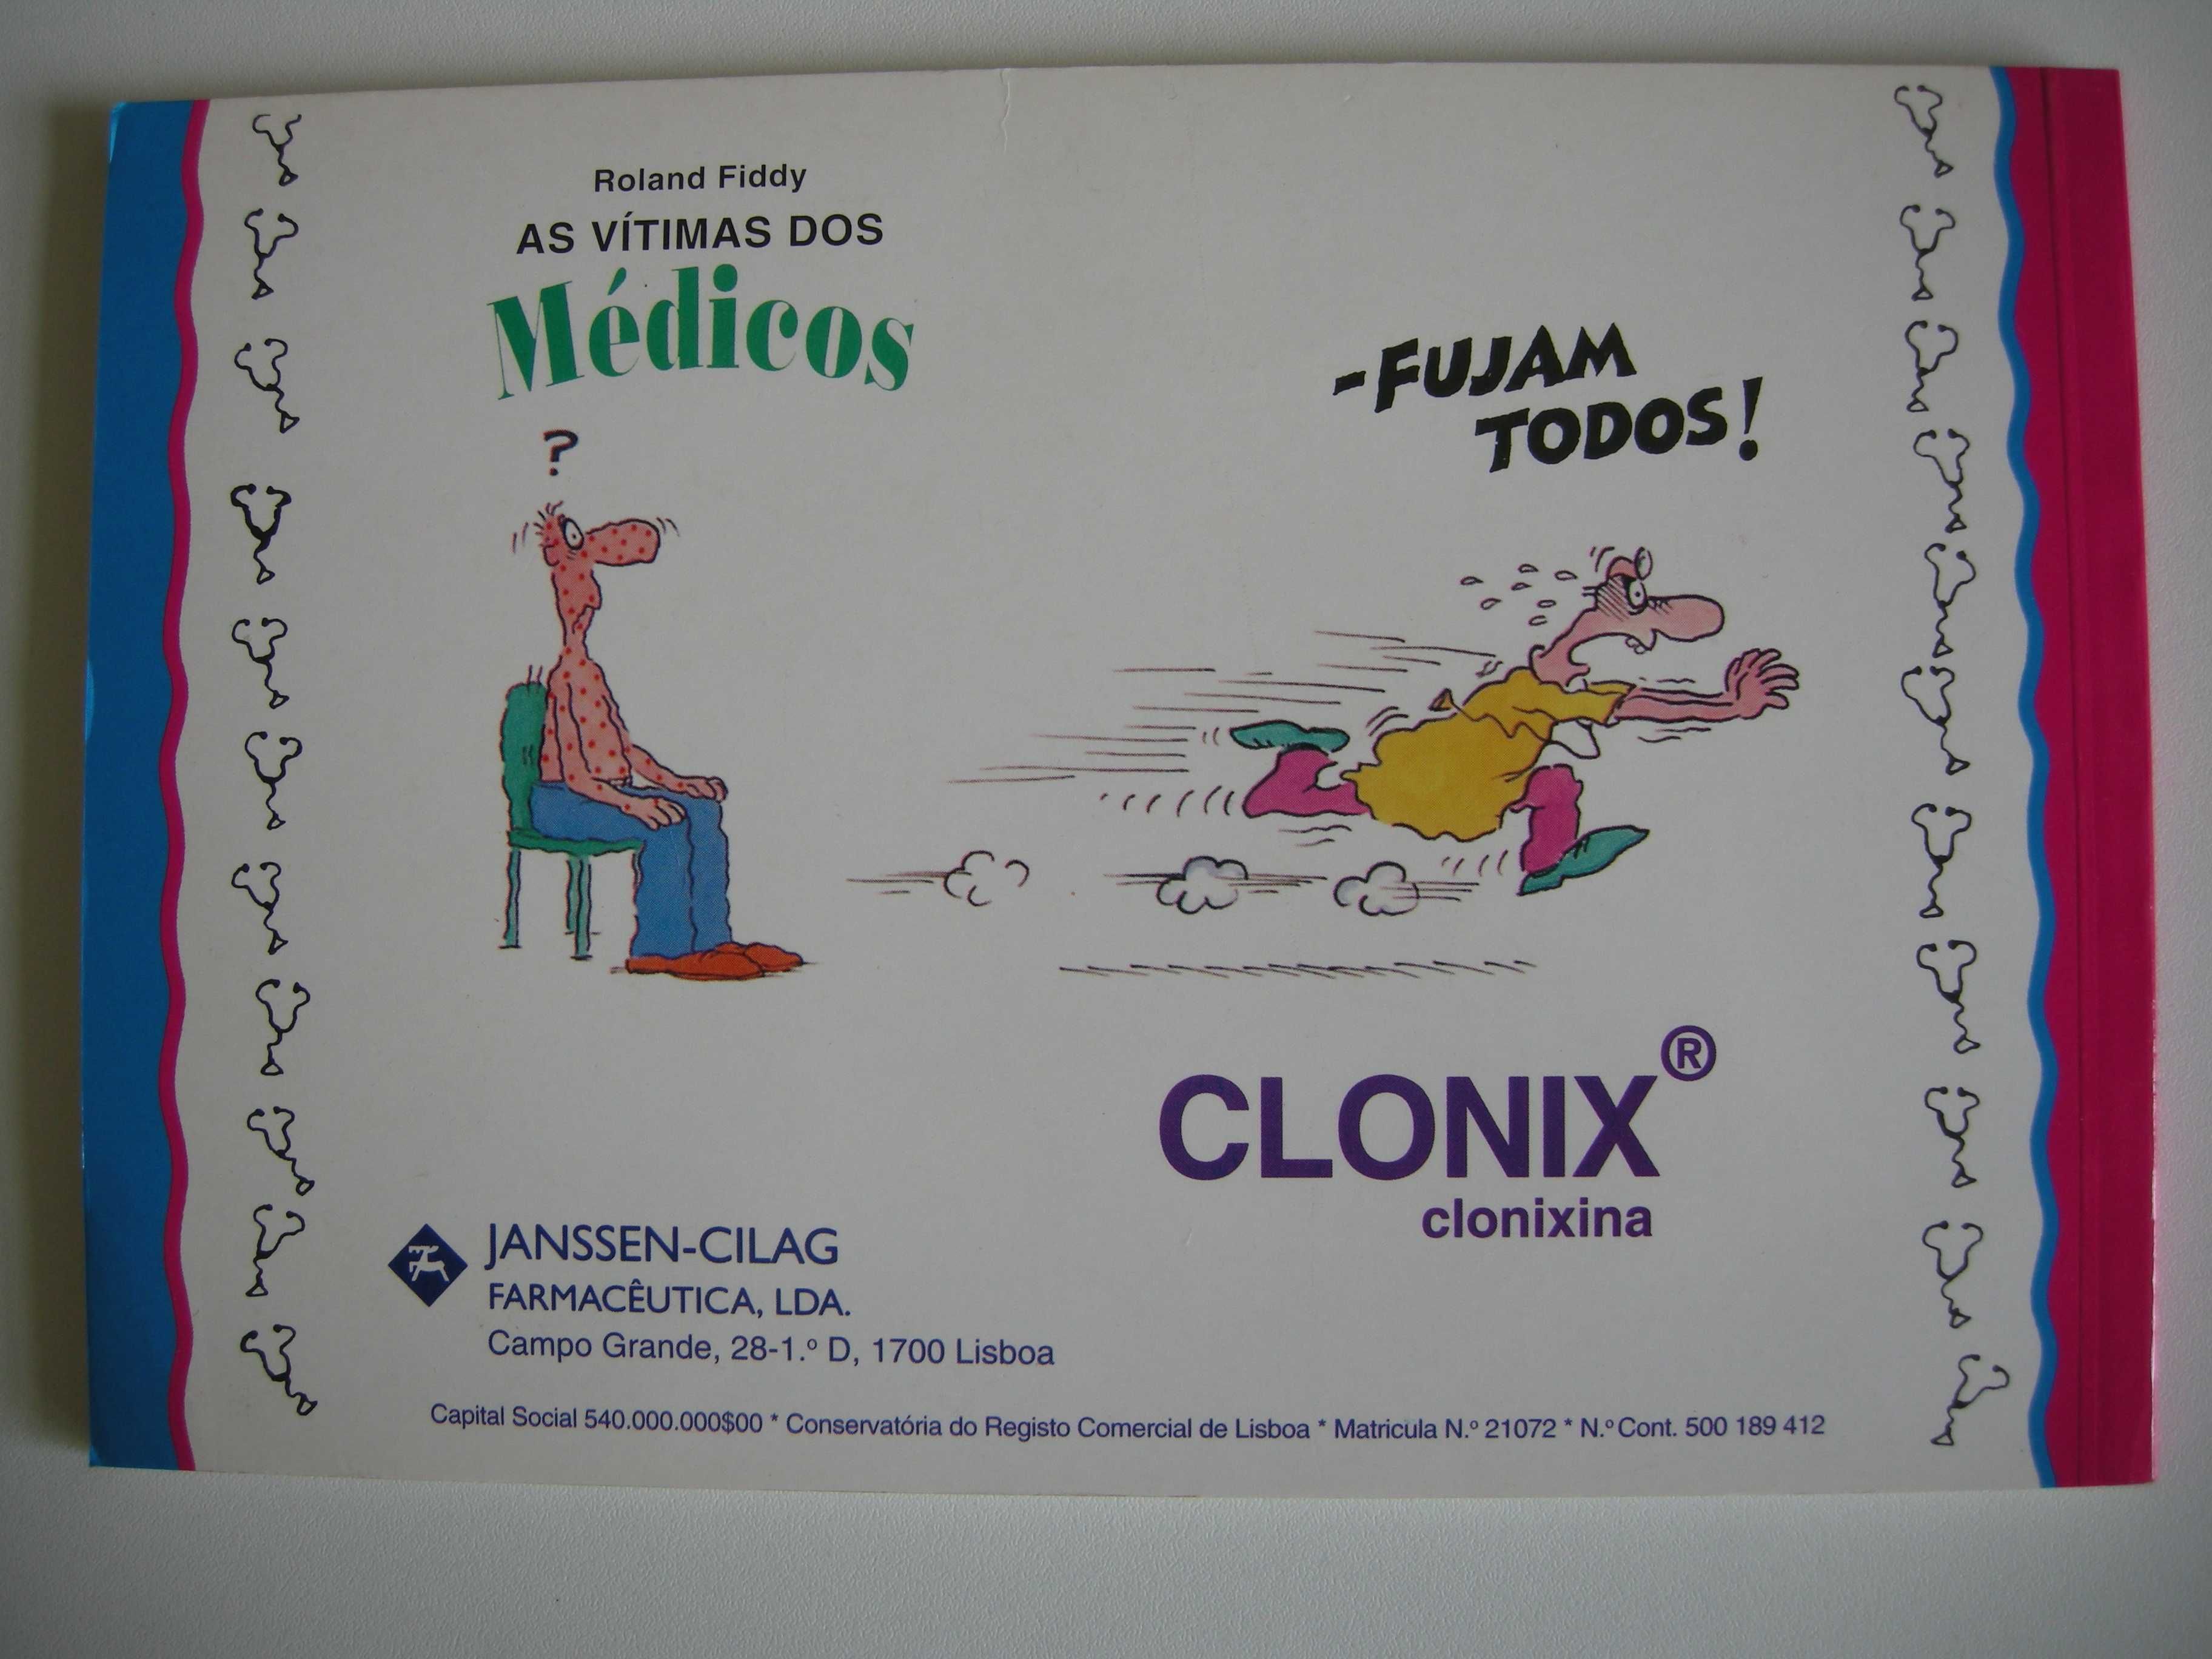 Roland Fiddy
AS VÍTIMAS DOS
Médicos
?
-FUJAM
TODOS!
CLONIX®
clonixina
JANSSEN-CILAG
FARMACÊUTICA, LDA.
Campo Grande, 28-1.º D, 1700 Lisboa
Capital Social 540.000.000$00 * Conservatória do Registo Comercial de Lisboa * Matricula N.º 21072 * N.º Cont. 500 189 412